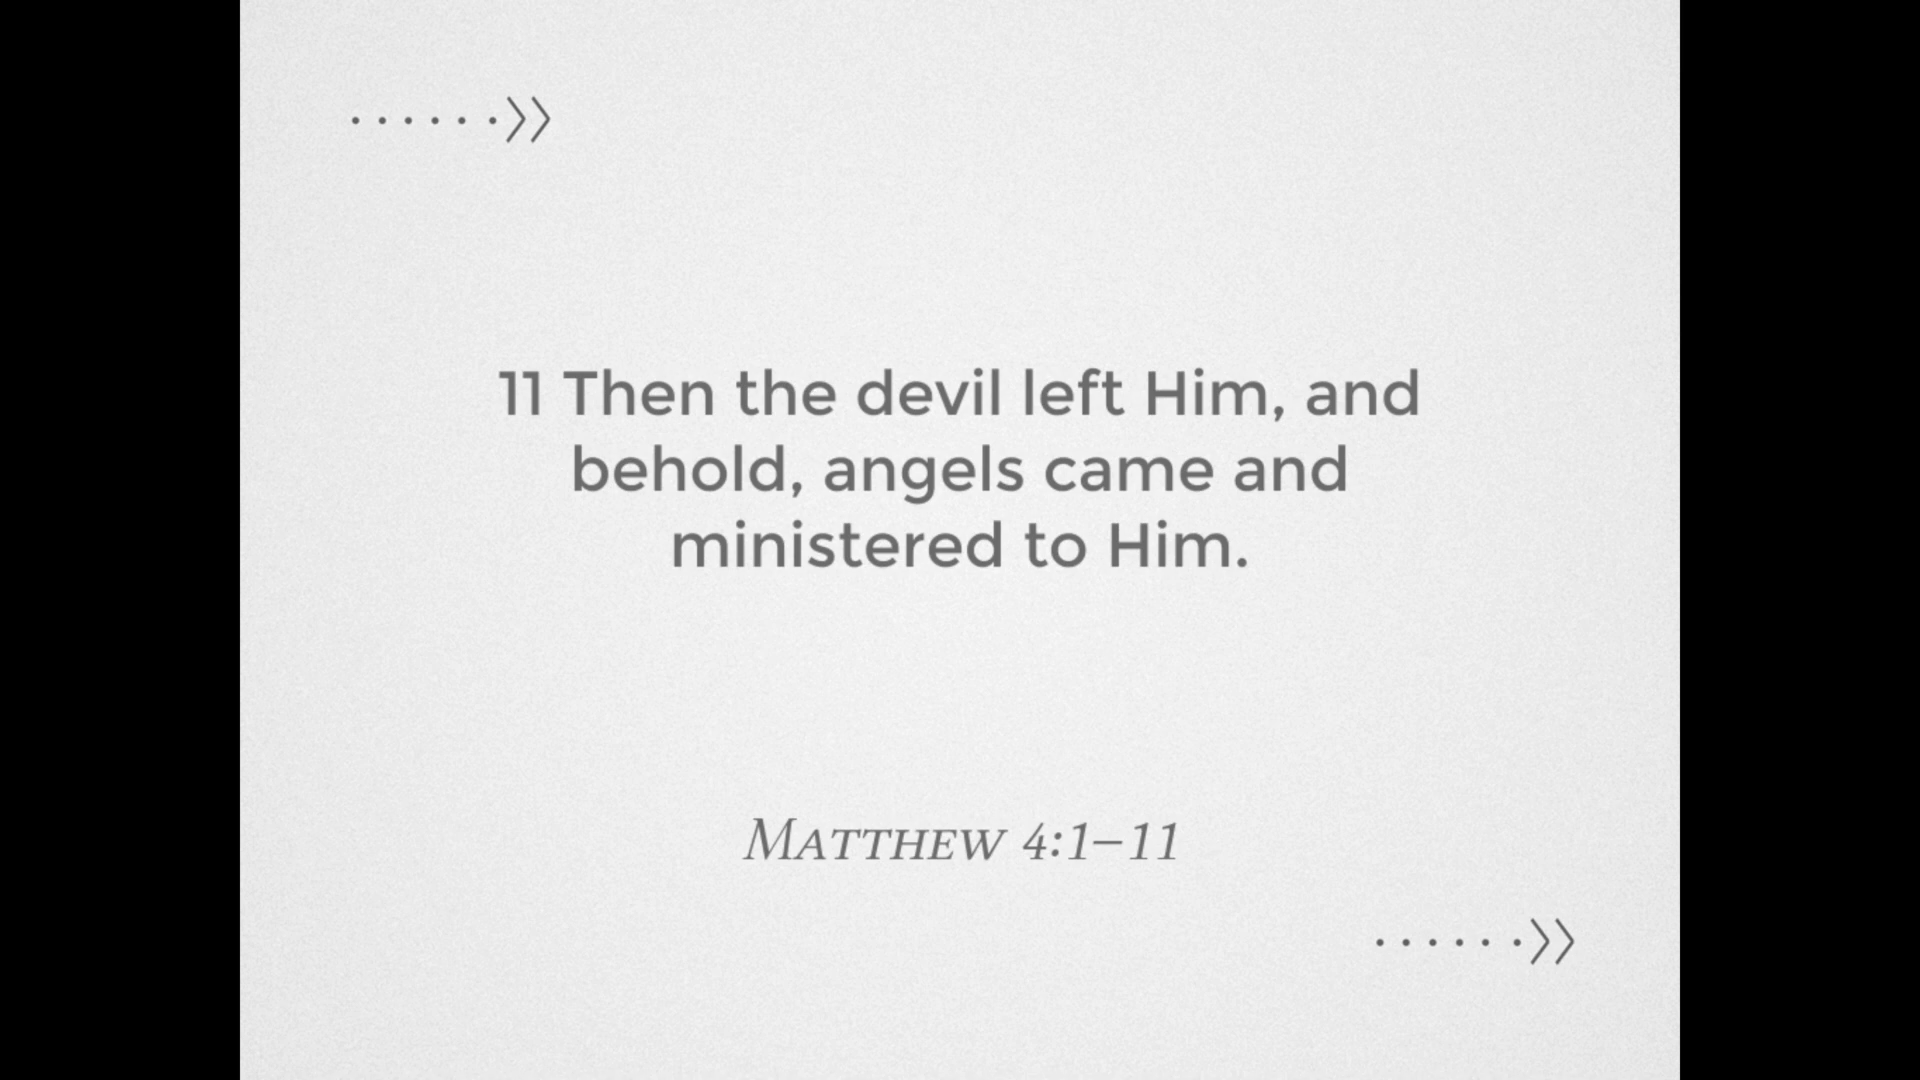 11 Then the devil left Him, and
behold, angels came and
ministered to Him.
Matthew 4:1–11